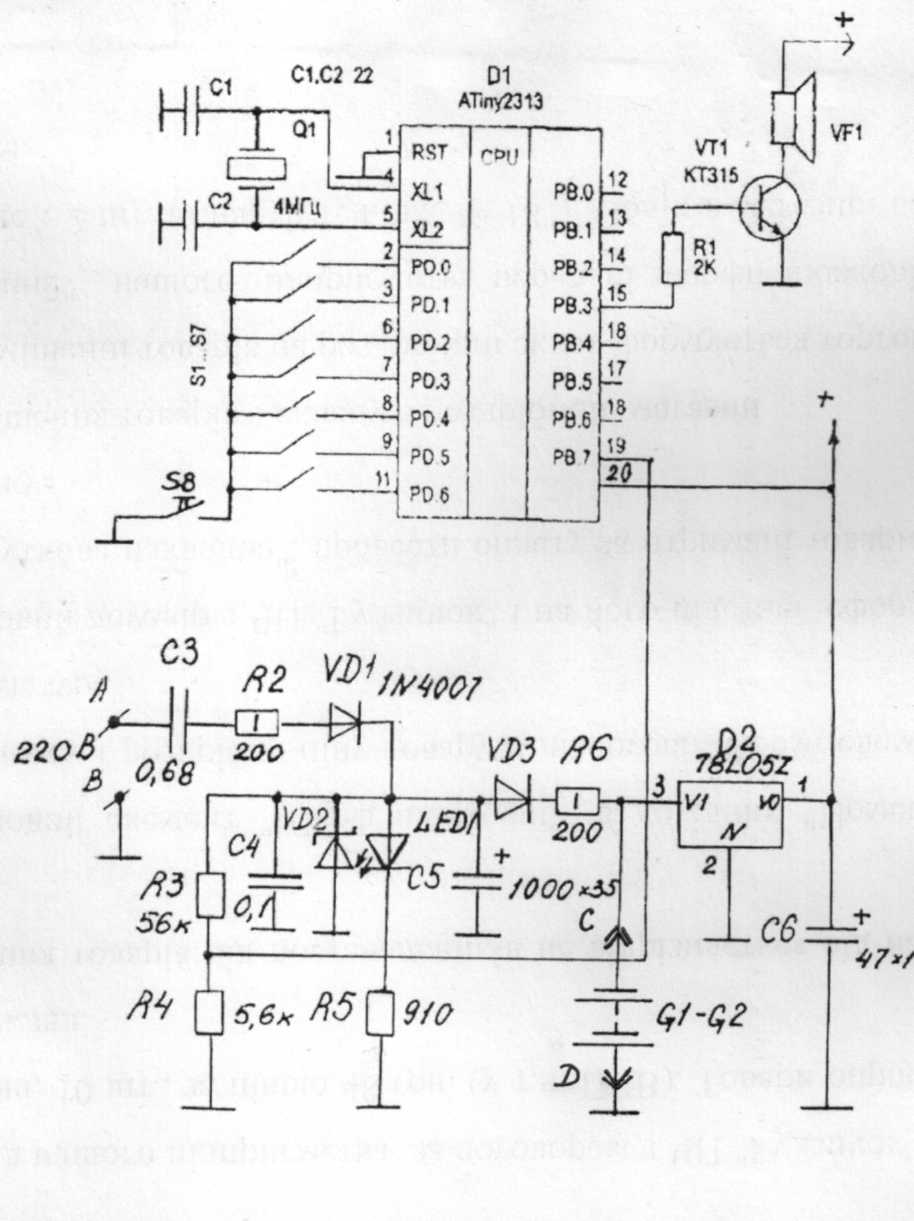 +
C1
C1.C2 22
D1
ATiny2313
Q1
VF1
VT1
KT315
1
RST
CPU
4
XL1
12
PB.0
C2
4МГц
5
XL2
13
PB.1
2
PD.0
14
PB.2
R1
2K
3
PD.1
15
PB.3
6
PD.2
16
PB.4
S1...S7
7
PD.3
17
PB.5
8
PD.4
18
PB.6
+
9
PD.5
19
PB.7
20
S8
11
PD.6
C3
R2
VD1
1N4007
A
220В
200
VD3
R6
D2
78L05Z
B
0,68
3
V1
V0
1
VD2
LED1
200
N
C4
2
R3
0,1
C5
+
1000 x35
56к
C
C6
+
47x1
R4
5,6к
R5
910
G1-G2
D